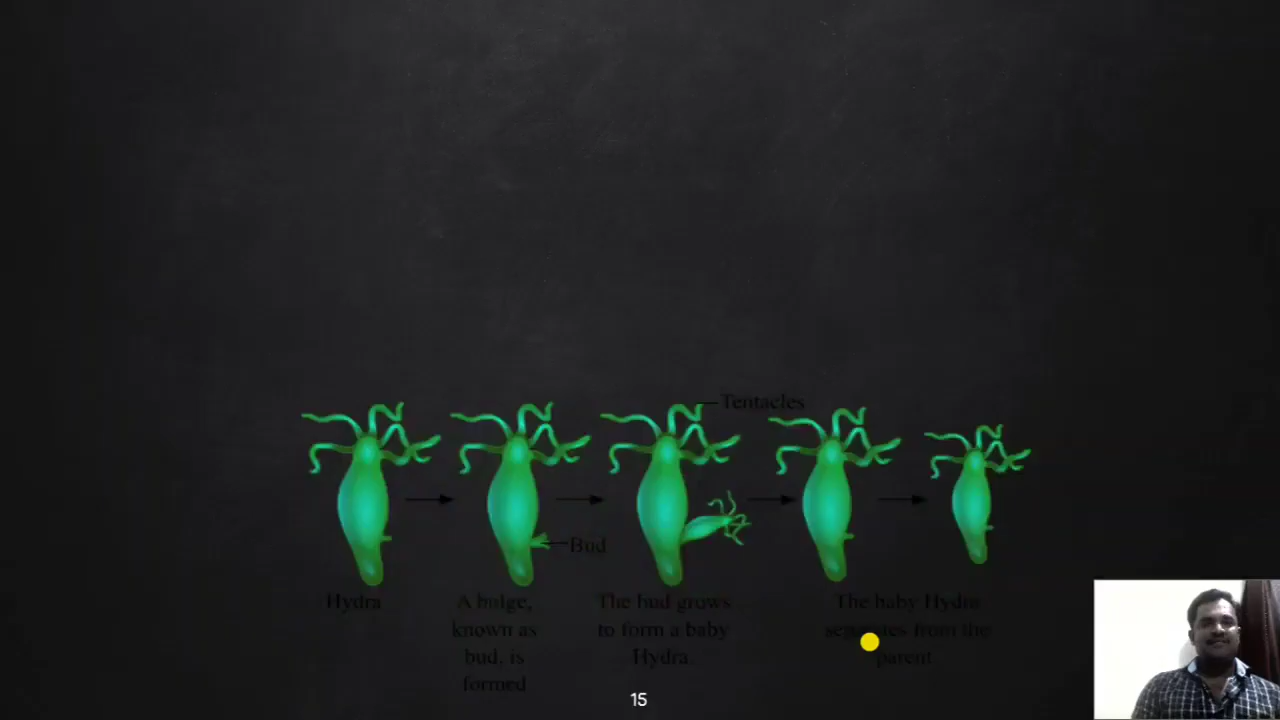 Tentacles
Bud
Hydra
A bulge,
known as
bud, is
formed
The bud grows
to form a baby
Hydra.
The baby Hydra
separates from the
parent.
15